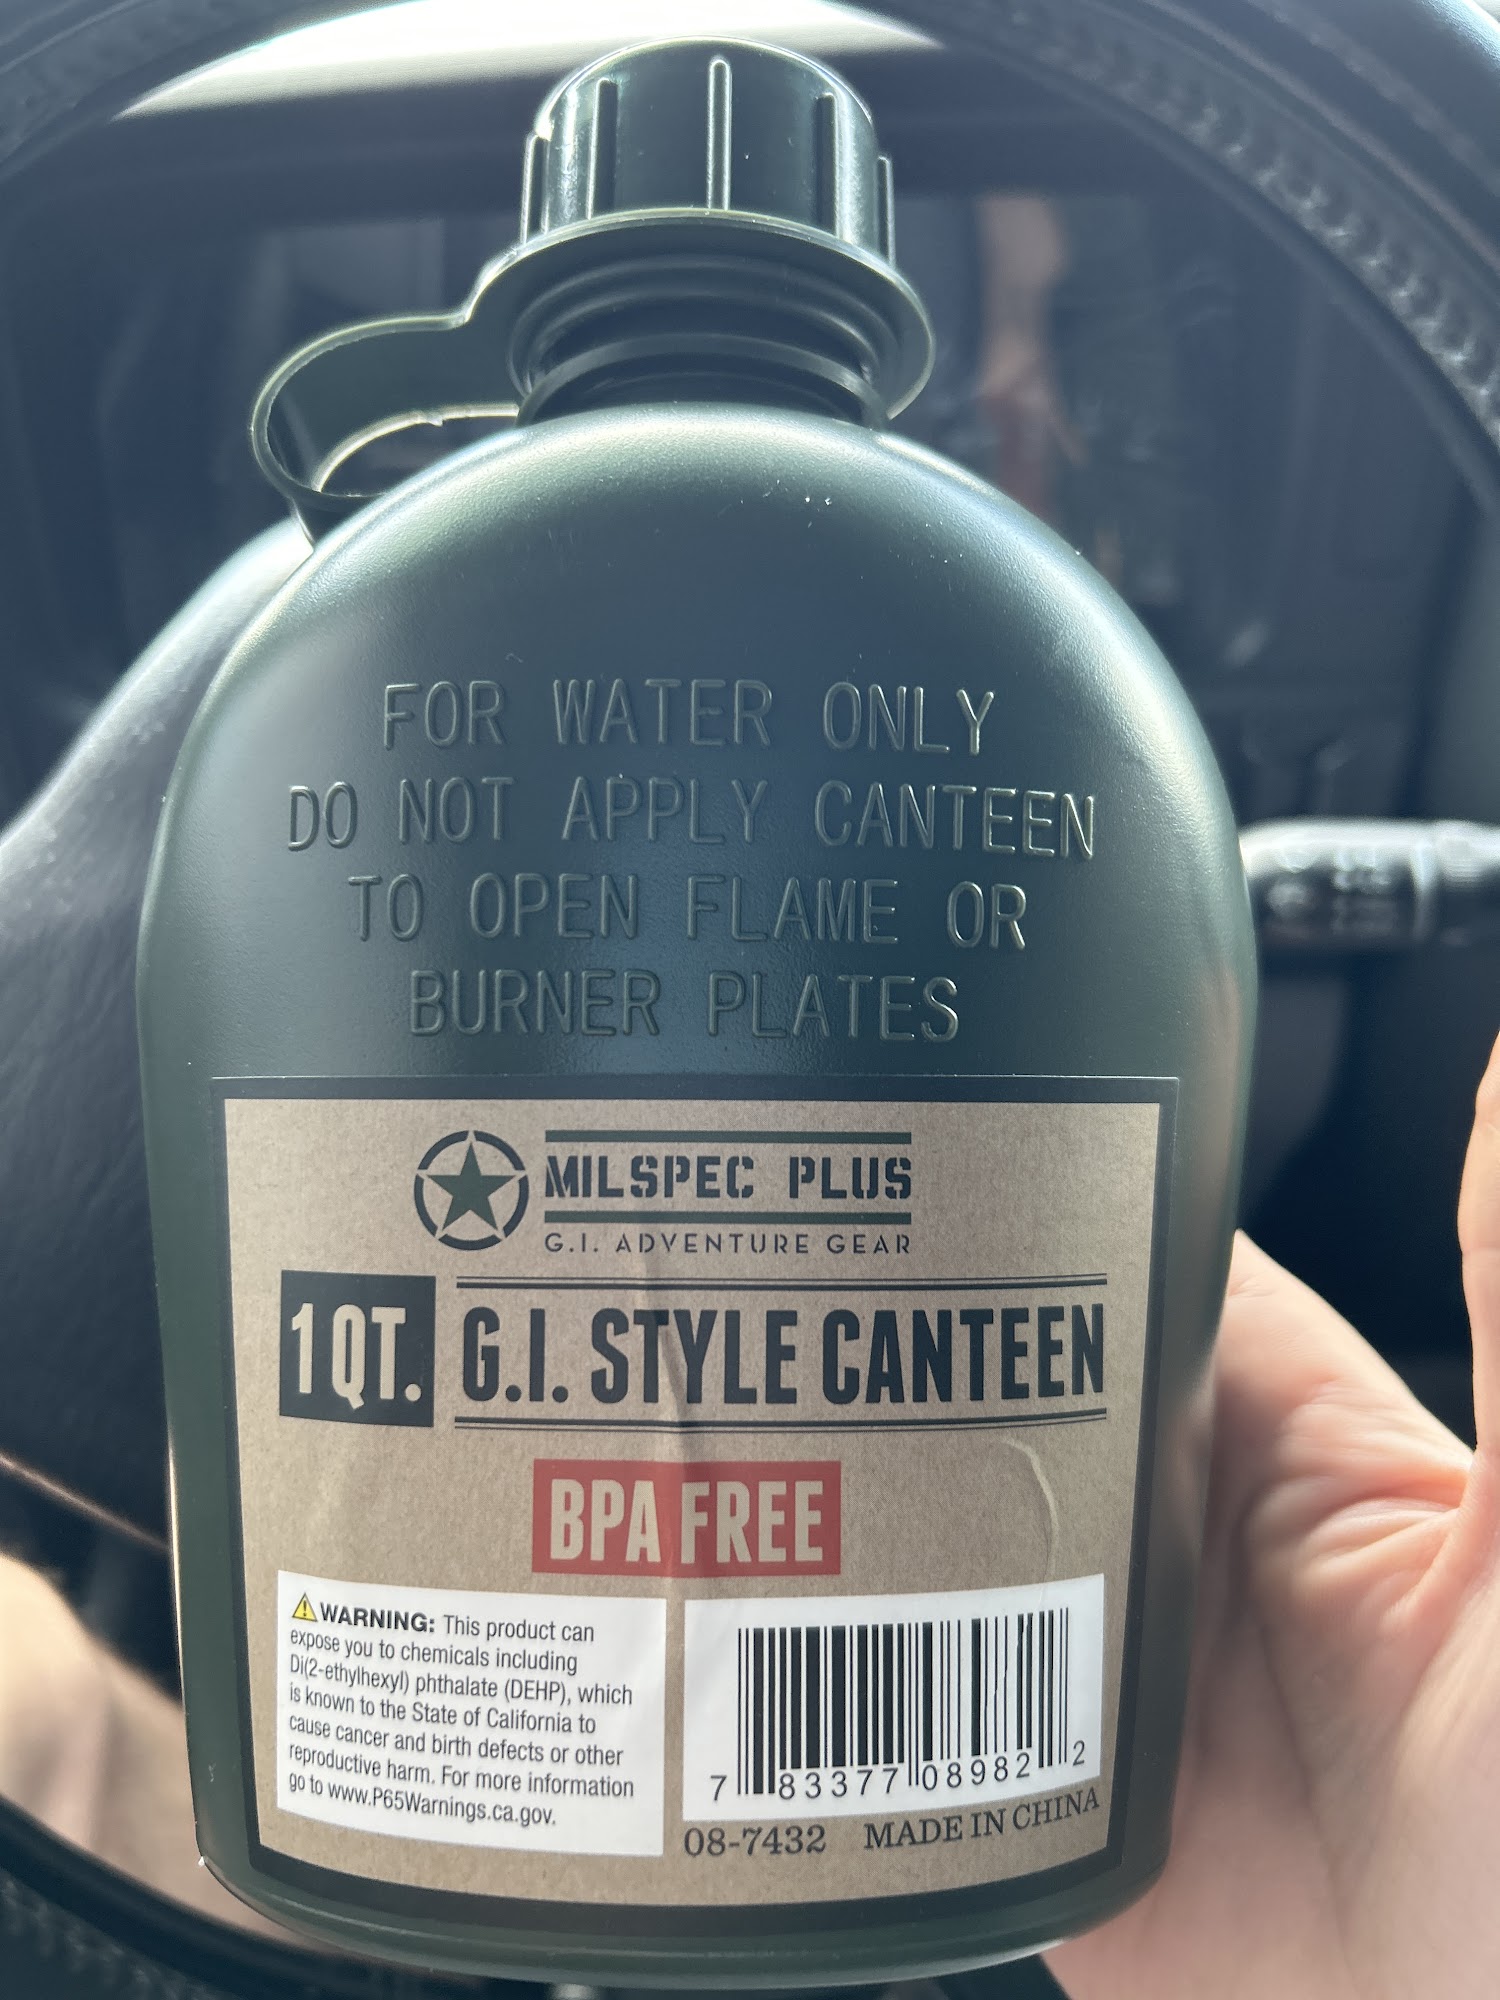 FOR WATER ONLY
DO NOT APPLY CANTEEN
TO OPEN FLAME OR
BURNER PLATES
MILSPEC PLUS
G.I. ADVENTURE GEAR
1 QT. G.I. STYLE CANTEEN
BPA FREE
⚠WARNING: This product can
expose you to chemicals including
Di(2-ethylhexyl) phthalate (DEHP), which
is known to the State of California to
cause cancer and birth defects or other
reproductive harm. For more information
go to www.P65Warnings.ca.gov.
7 83377 08982 2
08-7432 MADE IN CHINA